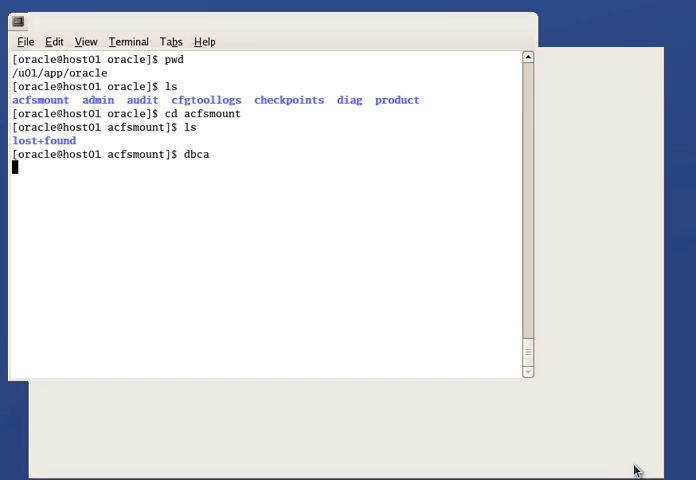 File Edit View Terminal Tabs Help
[oracle@host01 oracle]$ pwd
/u01/app/oracle
[oracle@host01 oracle]$ ls
acfsmount admin audit cfgtoollogs checkpoints diag product
[oracle@host01 oracle]$ cd acfsmount
[oracle@host01 acfsmount]$ ls
lost+found
[oracle@host01 acfsmount]$ dbca